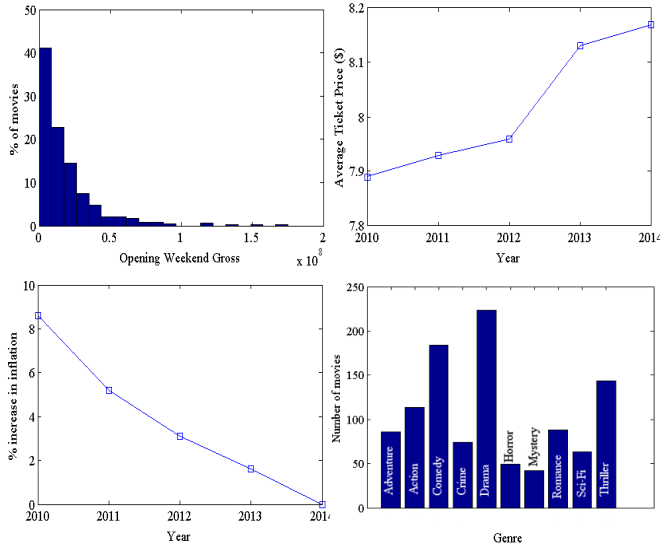 50
40
30
20
10
0
% of movies
0
0.5
1
1.5
2
x 10^8
Opening Weekend Gross
8.2
8.1
8
7.9
7.8
Average Ticket Price ($)
2010
2011
2012
2013
2014
Year
10
8
6
4
2
0
% increase in inflation
2010
2011
2012
2013
2014
Year
250
200
150
100
50
0
Number of movies
Adventure
Action
Comedy
Crime
Drama
Horror
Mystery
Romance
Sci-Fi
Thriller
Genre